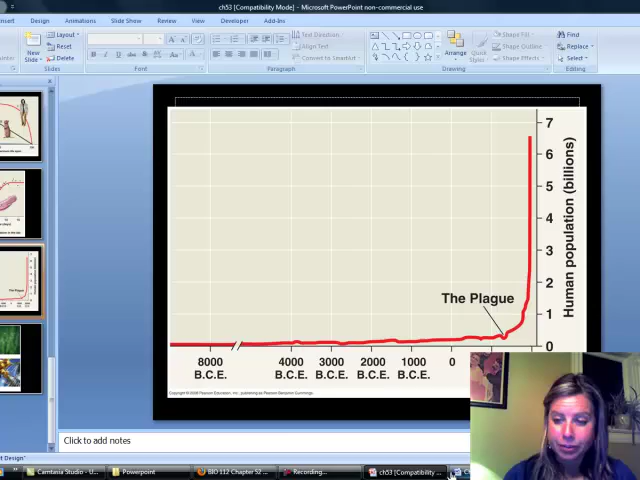 ch53 [Compatibility Mode] - Microsoft PowerPoint non-commercial use
Insert Design Animations Slide Show Review View Developer Add-Ins
New Slide Layout Reset Delete
Text Direction Align Text Convert to SmartArt
Arrange Quick Styles Shape Fill Shape Outline Shape Effects
Find Replace Select
Slides Font Paragraph Drawing Editing
7
6
5
4
3
2
1
0
Human population (billions)
The Plague
8000 4000 3000 2000 1000 0
B.C.E. B.C.E. B.C.E. B.C.E. B.C.E.
Click to add notes
Camtasia Studio - U... Powerpoint BIO 112 Chapter 52 ... Recording... ch53 [Compatibility ...